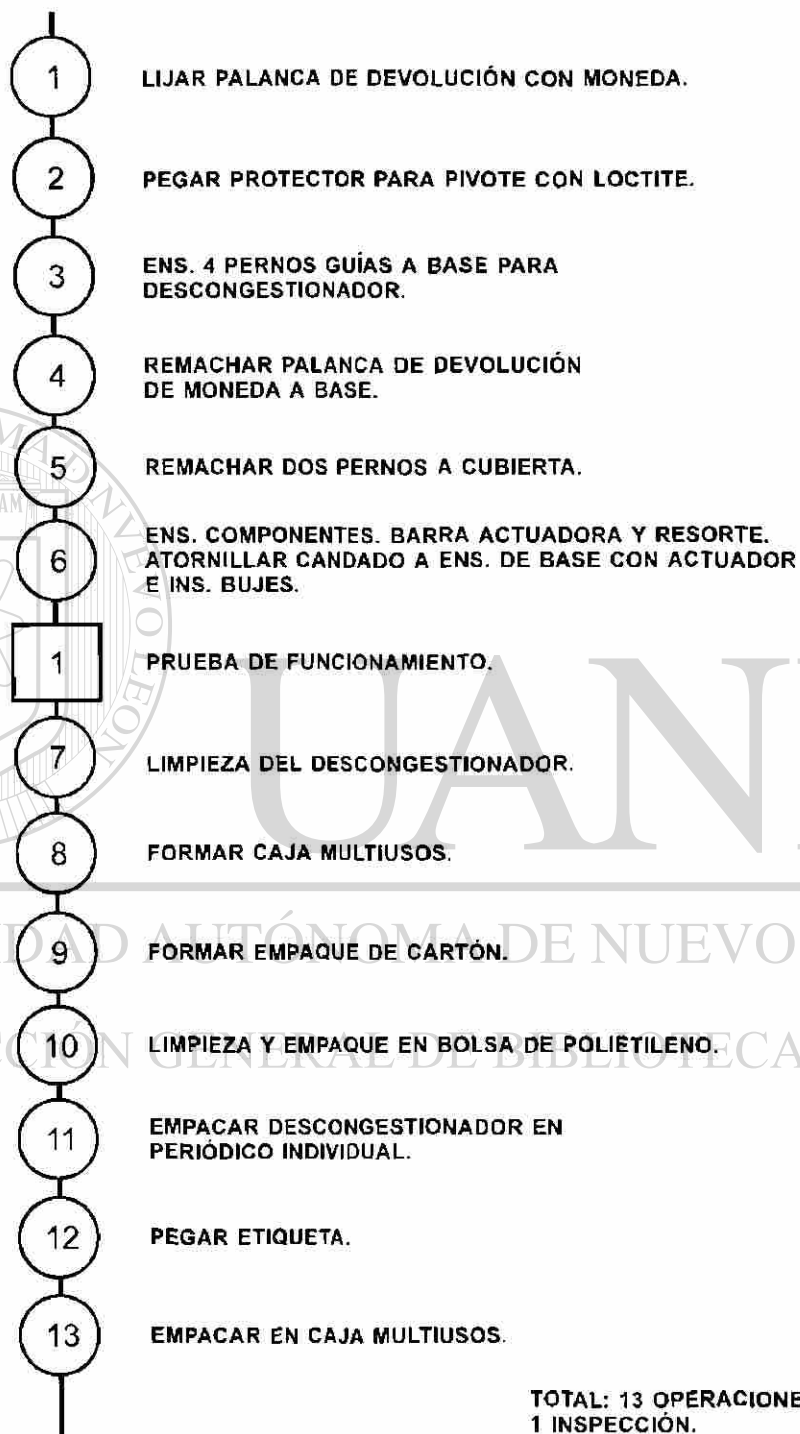 1 LIJAR PALANCA DE DEVOLUCIÓN CON MONEDA.
2 PEGAR PROTECTOR PARA PIVOTE CON LOCTITE.
3 ENS. 4 PERNOS GUÍAS A BASE PARA
DESCONGESTIONADOR.
4 REMACHAR PALANCA DE DEVOLUCIÓN
DE MONEDA A BASE.
5 REMACHAR DOS PERNOS A CUBIERTA.
6 ENS. COMPONENTES. BARRA ACTUADORA Y RESORTE.
ATORNILLAR CANDADO A ENS. DE BASE CON ACTUADOR
E INS. BUJES.
1 PRUEBA DE FUNCIONAMIENTO.
7 LIMPIEZA DEL DESCONGESTIONADOR.
8 FORMAR CAJA MULTIUSOS.
UAN
DAD AUTÓNOMA DE NUEVO
9 FORMAR EMPAQUE DE CARTÓN.
CCIÓN GENERAL DE BIBLIOTECA
10 LIMPIEZA Y EMPAQUE EN BOLSA DE POLIÉTILENO.
11 EMPACAR DESCONGESTIONADOR EN
PERIÓDICO INDIVIDUAL.
12 PEGAR ETIQUETA.
13 EMPACAR EN CAJA MULTIUSOS.
TOTAL: 13 OPERACIONE
1 INSPECCIÓN.